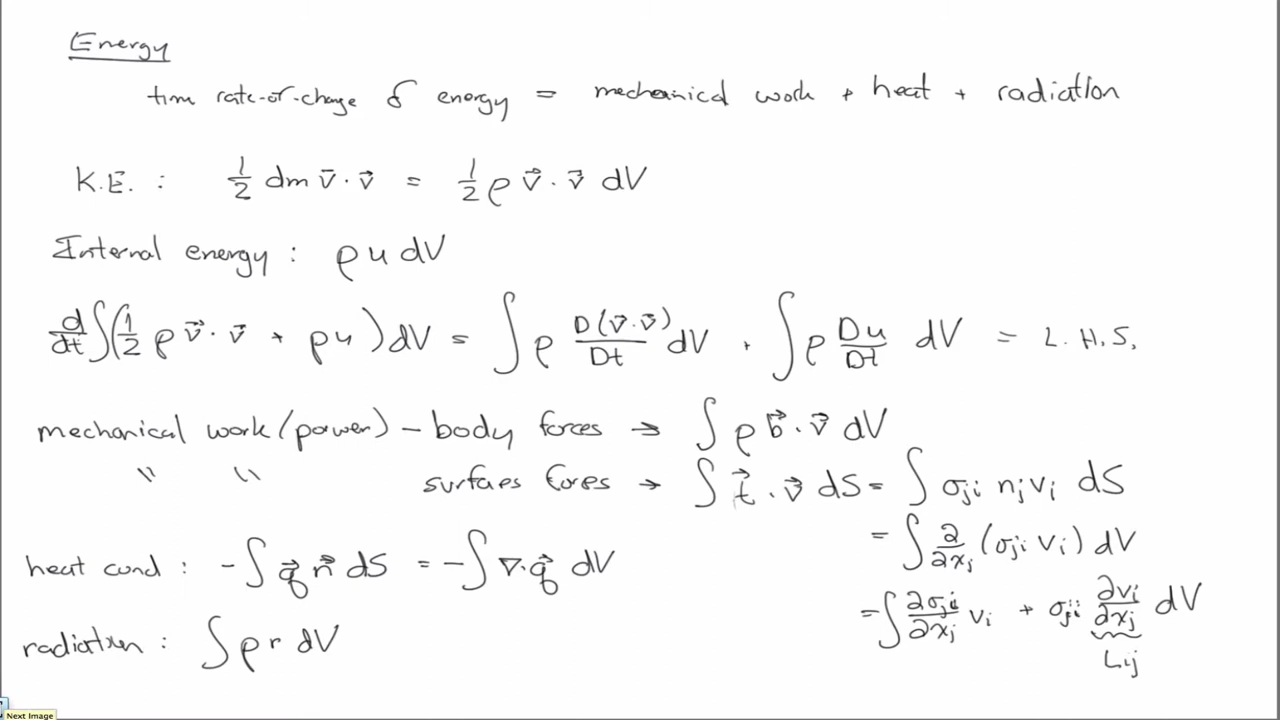 Energy
time rate-of-change of energy = mechanical work + heat + radiation
K.E. : ½ dm v⃗ · v⃗ = ½ ρ v⃗ · v⃗ dV
Internal energy : ρ u dV
d/dt ∫(½ ρ v⃗ · v⃗ + ρu) dV = ∫ ρ D(v⃗·v⃗)/Dt dV + ∫ ρ Du/Dt dV = L.H.S.
mechanical work (power) – body forces → ∫ ρ b⃗ · v⃗ dV
" " surfaces forces → ∫ t⃗ · v⃗ dS = ∫ σⱼᵢ nⱼ vᵢ dS
= ∫ ∂/∂xⱼ (σⱼᵢ vᵢ) dV
heat cond : -∫ q⃗ n⃗ dS = -∫ ∇·q⃗ dV
= ∫ ∂σⱼᵢ/∂xⱼ vᵢ + σⱼᵢ ∂vᵢ/∂xⱼ dV
radiation : ∫ ρ r dV
Lᵢⱼ
Next Image